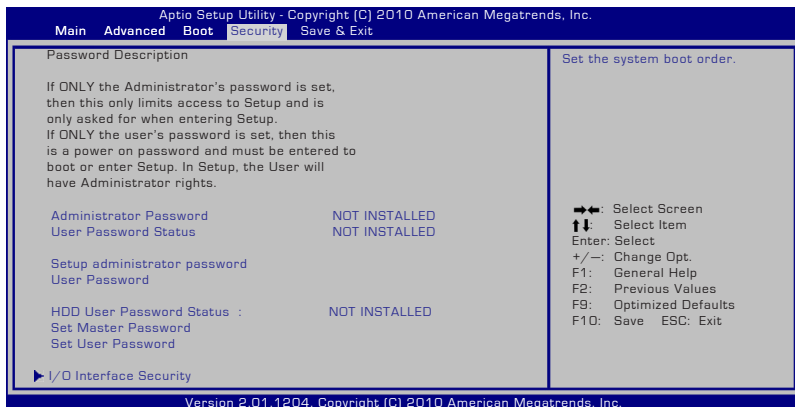 Aptio Setup Utility - Copyright (C) 2010 American Megatrends, Inc.
Main Advanced Boot Security Save & Exit
Password Description
If ONLY the Administrator's password is set,
then this only limits access to Setup and is
only asked for when entering Setup.
If ONLY the user's password is set, then this
is a power on password and must be entered to
boot or enter Setup. In Setup, the User will
have Administrator rights.
Administrator Password NOT INSTALLED
User Password Status NOT INSTALLED
Setup administrator password
User Password
HDD User Password Status : NOT INSTALLED
Set Master Password
Set User Password
I/O Interface Security
Set the system boot order.
→←: Select Screen
↑↓: Select Item
Enter: Select
+/—: Change Opt.
F1: General Help
F2: Previous Values
F9: Optimized Defaults
F10: Save ESC: Exit
Version 2.01.1204. Copyright (C) 2010 American Megatrends, Inc.